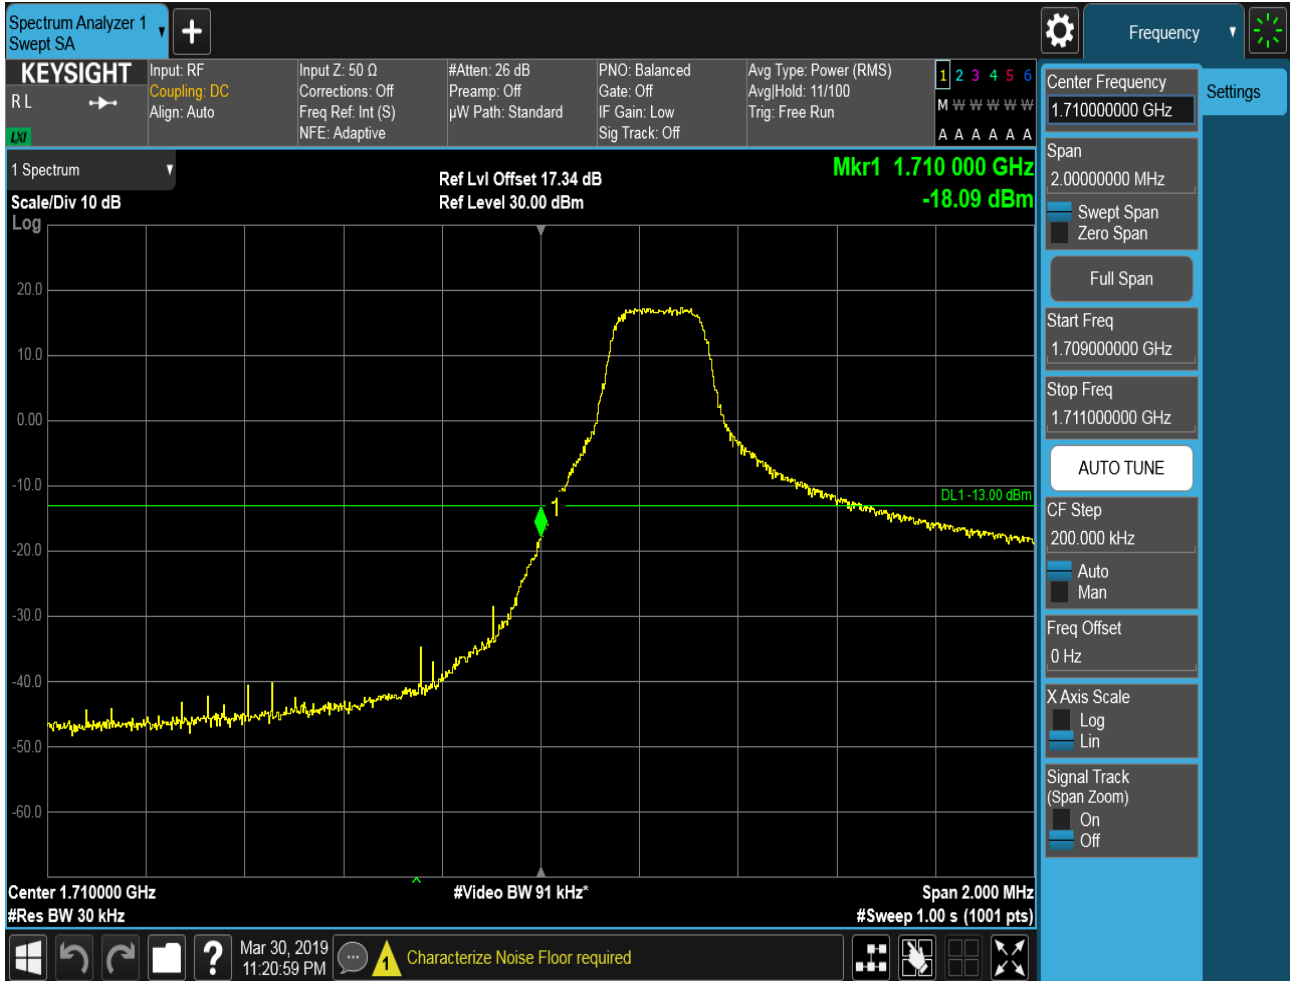 Spectrum Analyzer 1
Swept SA
Frequency
KEYSIGHT
R L
LXI
Input: RF
Coupling: DC
Align: Auto
Input Z: 50 Ω
Corrections: Off
Freq Ref: Int (S)
NFE: Adaptive
#Atten: 26 dB
Preamp: Off
µW Path: Standard
PNO: Balanced
Gate: Off
IF Gain: Low
Sig Track: Off
Avg Type: Power (RMS)
Avg|Hold: 11/100
Trig: Free Run
1 2 3 4 5 6
M W W W W W
A A A A A A
1 Spectrum
Scale/Div 10 dB
Log
Ref Lvl Offset 17.34 dB
Ref Level 30.00 dBm
Mkr1 1.710 000 GHz
-18.09 dBm
20.0
10.0
0.00
-10.0
-20.0
-30.0
-40.0
-50.0
-60.0
1
DL1 -13.00 dBm
Center 1.710000 GHz
#Res BW 30 kHz
#Video BW 91 kHz*
Span 2.000 MHz
#Sweep 1.00 s (1001 pts)
Center Frequency
1.710000000 GHz
Settings
Span
2.00000000 MHz
Swept Span
Zero Span
Full Span
Start Freq
1.709000000 GHz
Stop Freq
1.711000000 GHz
AUTO TUNE
CF Step
200.000 kHz
Auto
Man
Freq Offset
0 Hz
X Axis Scale
Log
Lin
Signal Track
(Span Zoom)
On
Off
?
Mar 30, 2019
11:20:59 PM
1
Characterize Noise Floor required